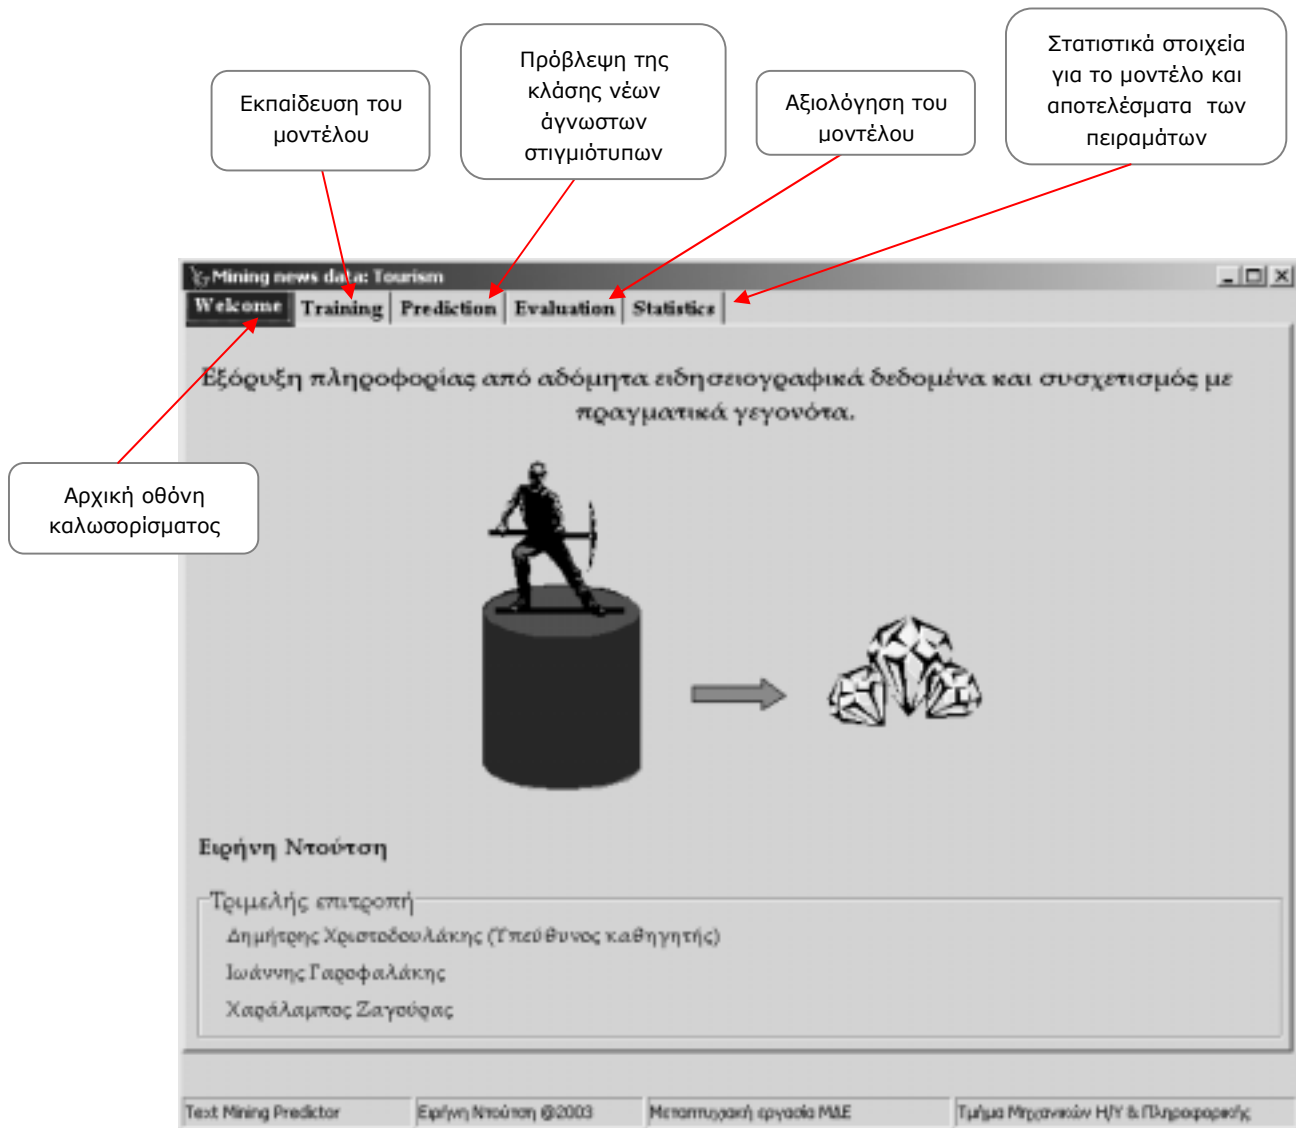 Στατιστικά στοιχεία
για το μοντέλο και
αποτελέσματα των
πειραμάτων
Πρόβλεψη της
κλάσης νέων
άγνωστων
στιγμιότυπων
Εκπαίδευση του
μοντέλου
Αξιολόγηση του
μοντέλου
Mining news data: Tourism
Welcome Training Prediction Evaluation Statistics
Εξόρυξη πληροφορίας από αδόμητα ειδησειογραφικά δεδομένα και συσχετισμός με
πραγματικά γεγονότα.
Αρχική οθόνη
καλωσορίσματος
Ειρήνη Ντούτση
Τριμελής επιτροπή
Δημήτρης Χριστοδουλάκης (Υπεύθυνος καθηγητής)
Ιωάννης Γαροφαλάκης
Χαράλαμπος Ζαγούρας
Text Mining Predictor Ειρήνη Ντούτση @2003 Μεταπτυχιακή εργασία ΜΔΕ Τμήμα Μηχανικών Η/Υ & Πληροφορικής